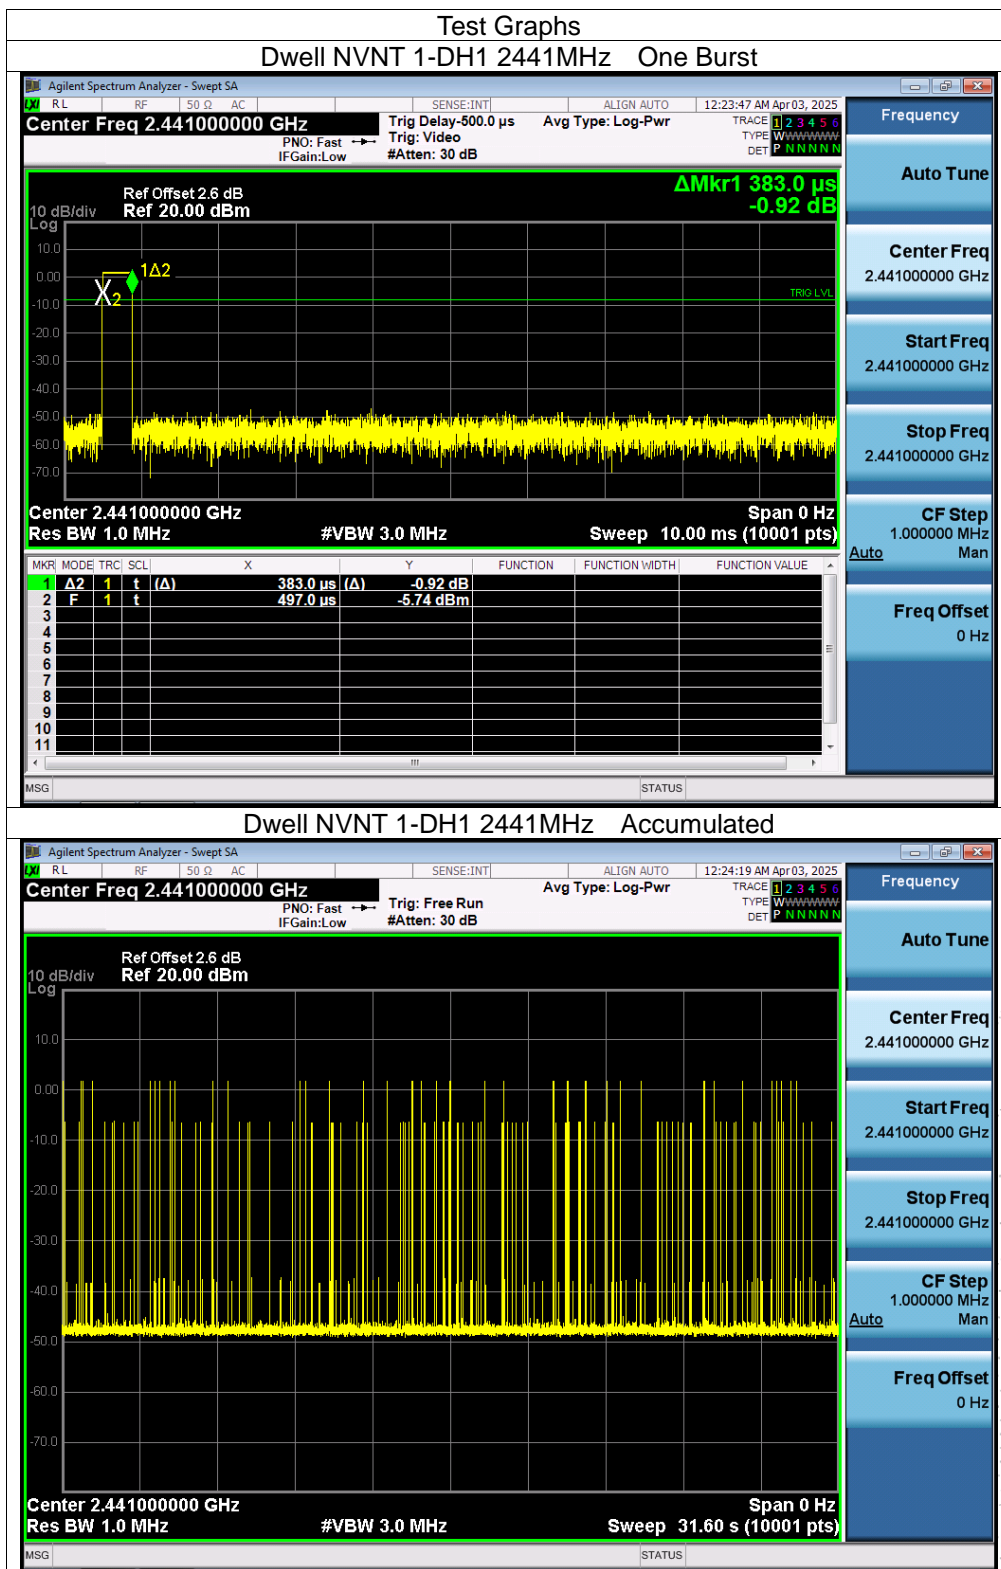 Test Graphs
Dwell NVNT 1-DH1 2441MHz One Burst
Agilent Spectrum Analyzer - Swept SA
LXI RL RF 50 Ω AC SENSE:INT ALIGN AUTO 12:23:47 AM Apr 03, 2025
Center Freq 2.441000000 GHz
PNO: Fast
IFGain:Low
Trig Delay-500.0 µs
Trig: Video
#Atten: 30 dB
Avg Type: Log-Pwr
TRACE 1 2 3 4 5 6
TYPE WWWWWWW
DET P N N N N N
ΔMkr1 383.0 µs
-0.92 dB
Ref Offset 2.6 dB
10 dB/div Ref 20.00 dBm
Log
10.0
0.00
-10.0
-20.0
-30.0
-40.0
-50.0
-60.0
-70.0
1Δ2
X2
TRIG LVL
Center 2.441000000 GHz Span 0 Hz
Res BW 1.0 MHz #VBW 3.0 MHz Sweep 10.00 ms (10001 pts)
MKR MODE TRC SCL X Y FUNCTION FUNCTION WIDTH FUNCTION VALUE
1 Δ2 1 t (Δ) 383.0 µs (Δ) -0.92 dB
2 F 1 t 497.0 µs -5.74 dBm
3
4
5
6
7
8
9
10
11
MSG STATUS
Frequency
Auto Tune
Center Freq
2.441000000 GHz
Start Freq
2.441000000 GHz
Stop Freq
2.441000000 GHz
CF Step
1.000000 MHz
Auto Man
Freq Offset
0 Hz
Dwell NVNT 1-DH1 2441MHz Accumulated
Agilent Spectrum Analyzer - Swept SA
LXI RL RF 50 Ω AC SENSE:INT ALIGN AUTO 12:24:19 AM Apr 03, 2025
Center Freq 2.441000000 GHz
PNO: Fast
IFGain:Low
Trig: Free Run
#Atten: 30 dB
Avg Type: Log-Pwr
TRACE 1 2 3 4 5 6
TYPE WWWWWWW
DET P N N N N N
Ref Offset 2.6 dB
10 dB/div Ref 20.00 dBm
Log
10.0
0.00
-10.0
-20.0
-30.0
-40.0
-50.0
-60.0
-70.0
Center 2.441000000 GHz Span 0 Hz
Res BW 1.0 MHz #VBW 3.0 MHz Sweep 31.60 s (10001 pts)
MSG STATUS
Frequency
Auto Tune
Center Freq
2.441000000 GHz
Start Freq
2.441000000 GHz
Stop Freq
2.441000000 GHz
CF Step
1.000000 MHz
Auto Man
Freq Offset
0 Hz